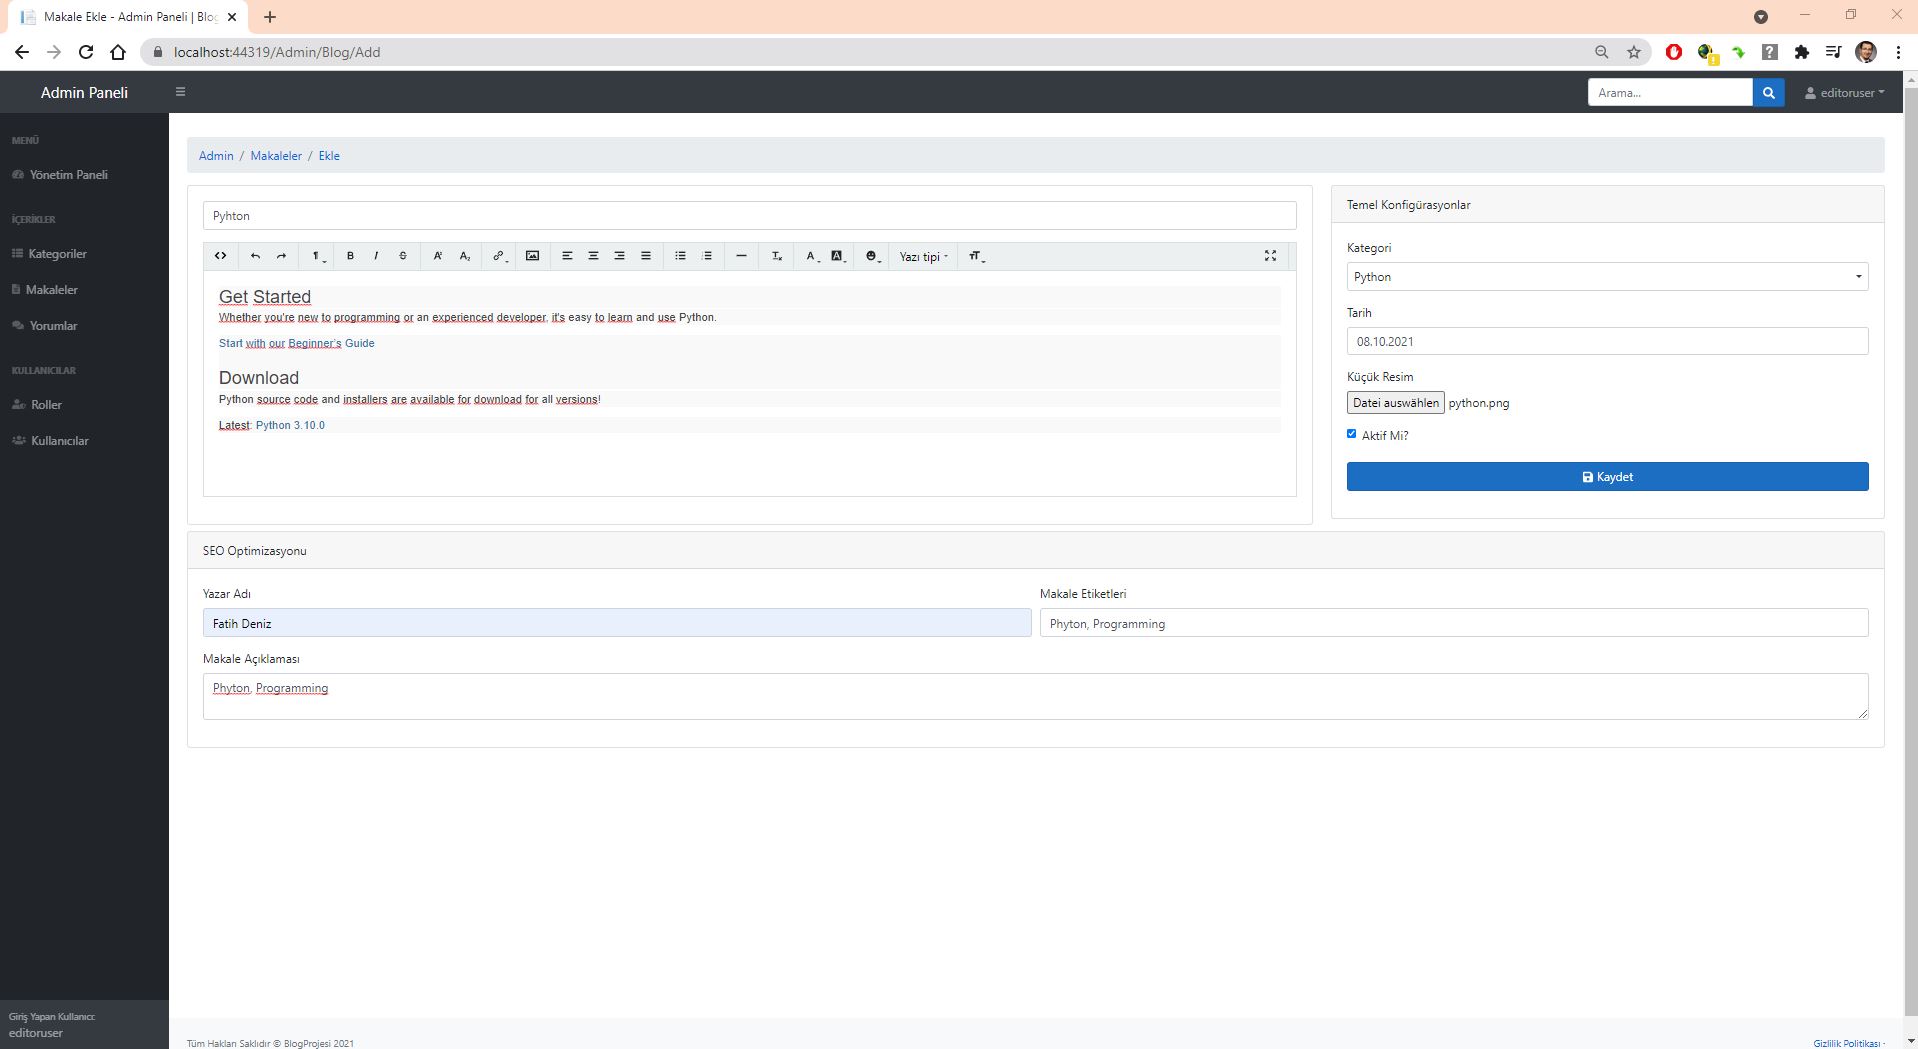 Makale Ekle - Admin Paneli | Blog
localhost:44319/Admin/Blog/Add
Admin Paneli
Arama...
editoruser
MENÜ
Yönetim Paneli
İÇERİKLER
Kategoriler
Makaleler
Yorumlar
KULLANICILAR
Roller
Kullanıcılar
Giriş Yapan Kullanıcı:
editoruser
Admin / Makaleler / Ekle
Pyhton
Yazı tipi
Get Started
Whether you're new to programming or an experienced developer, it's easy to learn and use Python.
Start with our Beginner's Guide
Download
Python source code and installers are available for download for all versions!
Latest: Python 3.10.0
Temel Konfigürasyonlar
Kategori
Python
Tarih
08.10.2021
Küçük Resim
Datei auswählen python.png
Aktif Mi?
Kaydet
SEO Optimizasyonu
Yazar Adı
Fatih Deniz
Makale Etiketleri
Phyton, Programming
Makale Açıklaması
Phyton, Programming
Tüm Hakları Saklıdır © BlogProjesi 2021
Gizlilik Politikası ·